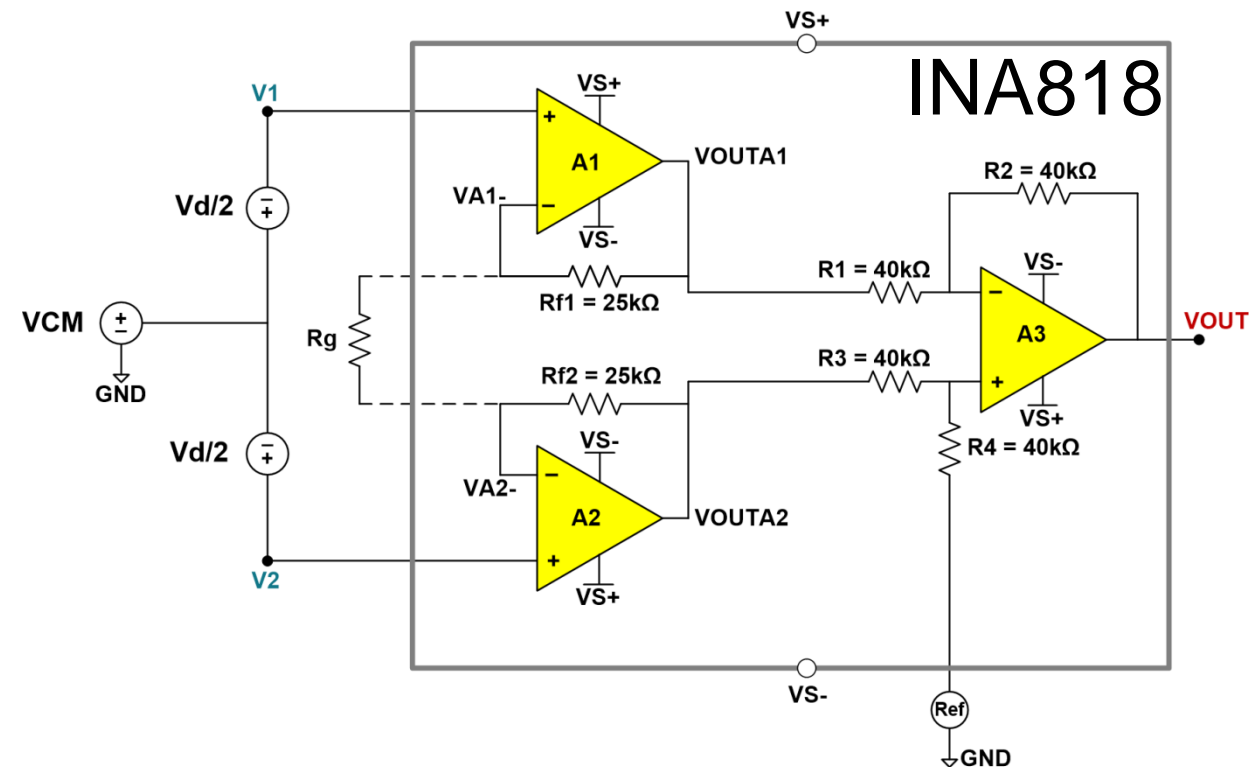 VS+
INA818
V1
VS+
+
A1
VOUTA1
R2 = 40kΩ
Vd/2
−
+
VA1-
−
VS-
R1 = 40kΩ
VS-
Rf1 = 25kΩ
−
VCM
+
−
Rg
A3
VOUT
GND
Rf2 = 25kΩ
R3 = 40kΩ
+
VS+
Vd/2
−
+
VS-
R4 = 40kΩ
VA2-
−
A2
VOUTA2
+
V2
VS+
VS-
Ref
GND